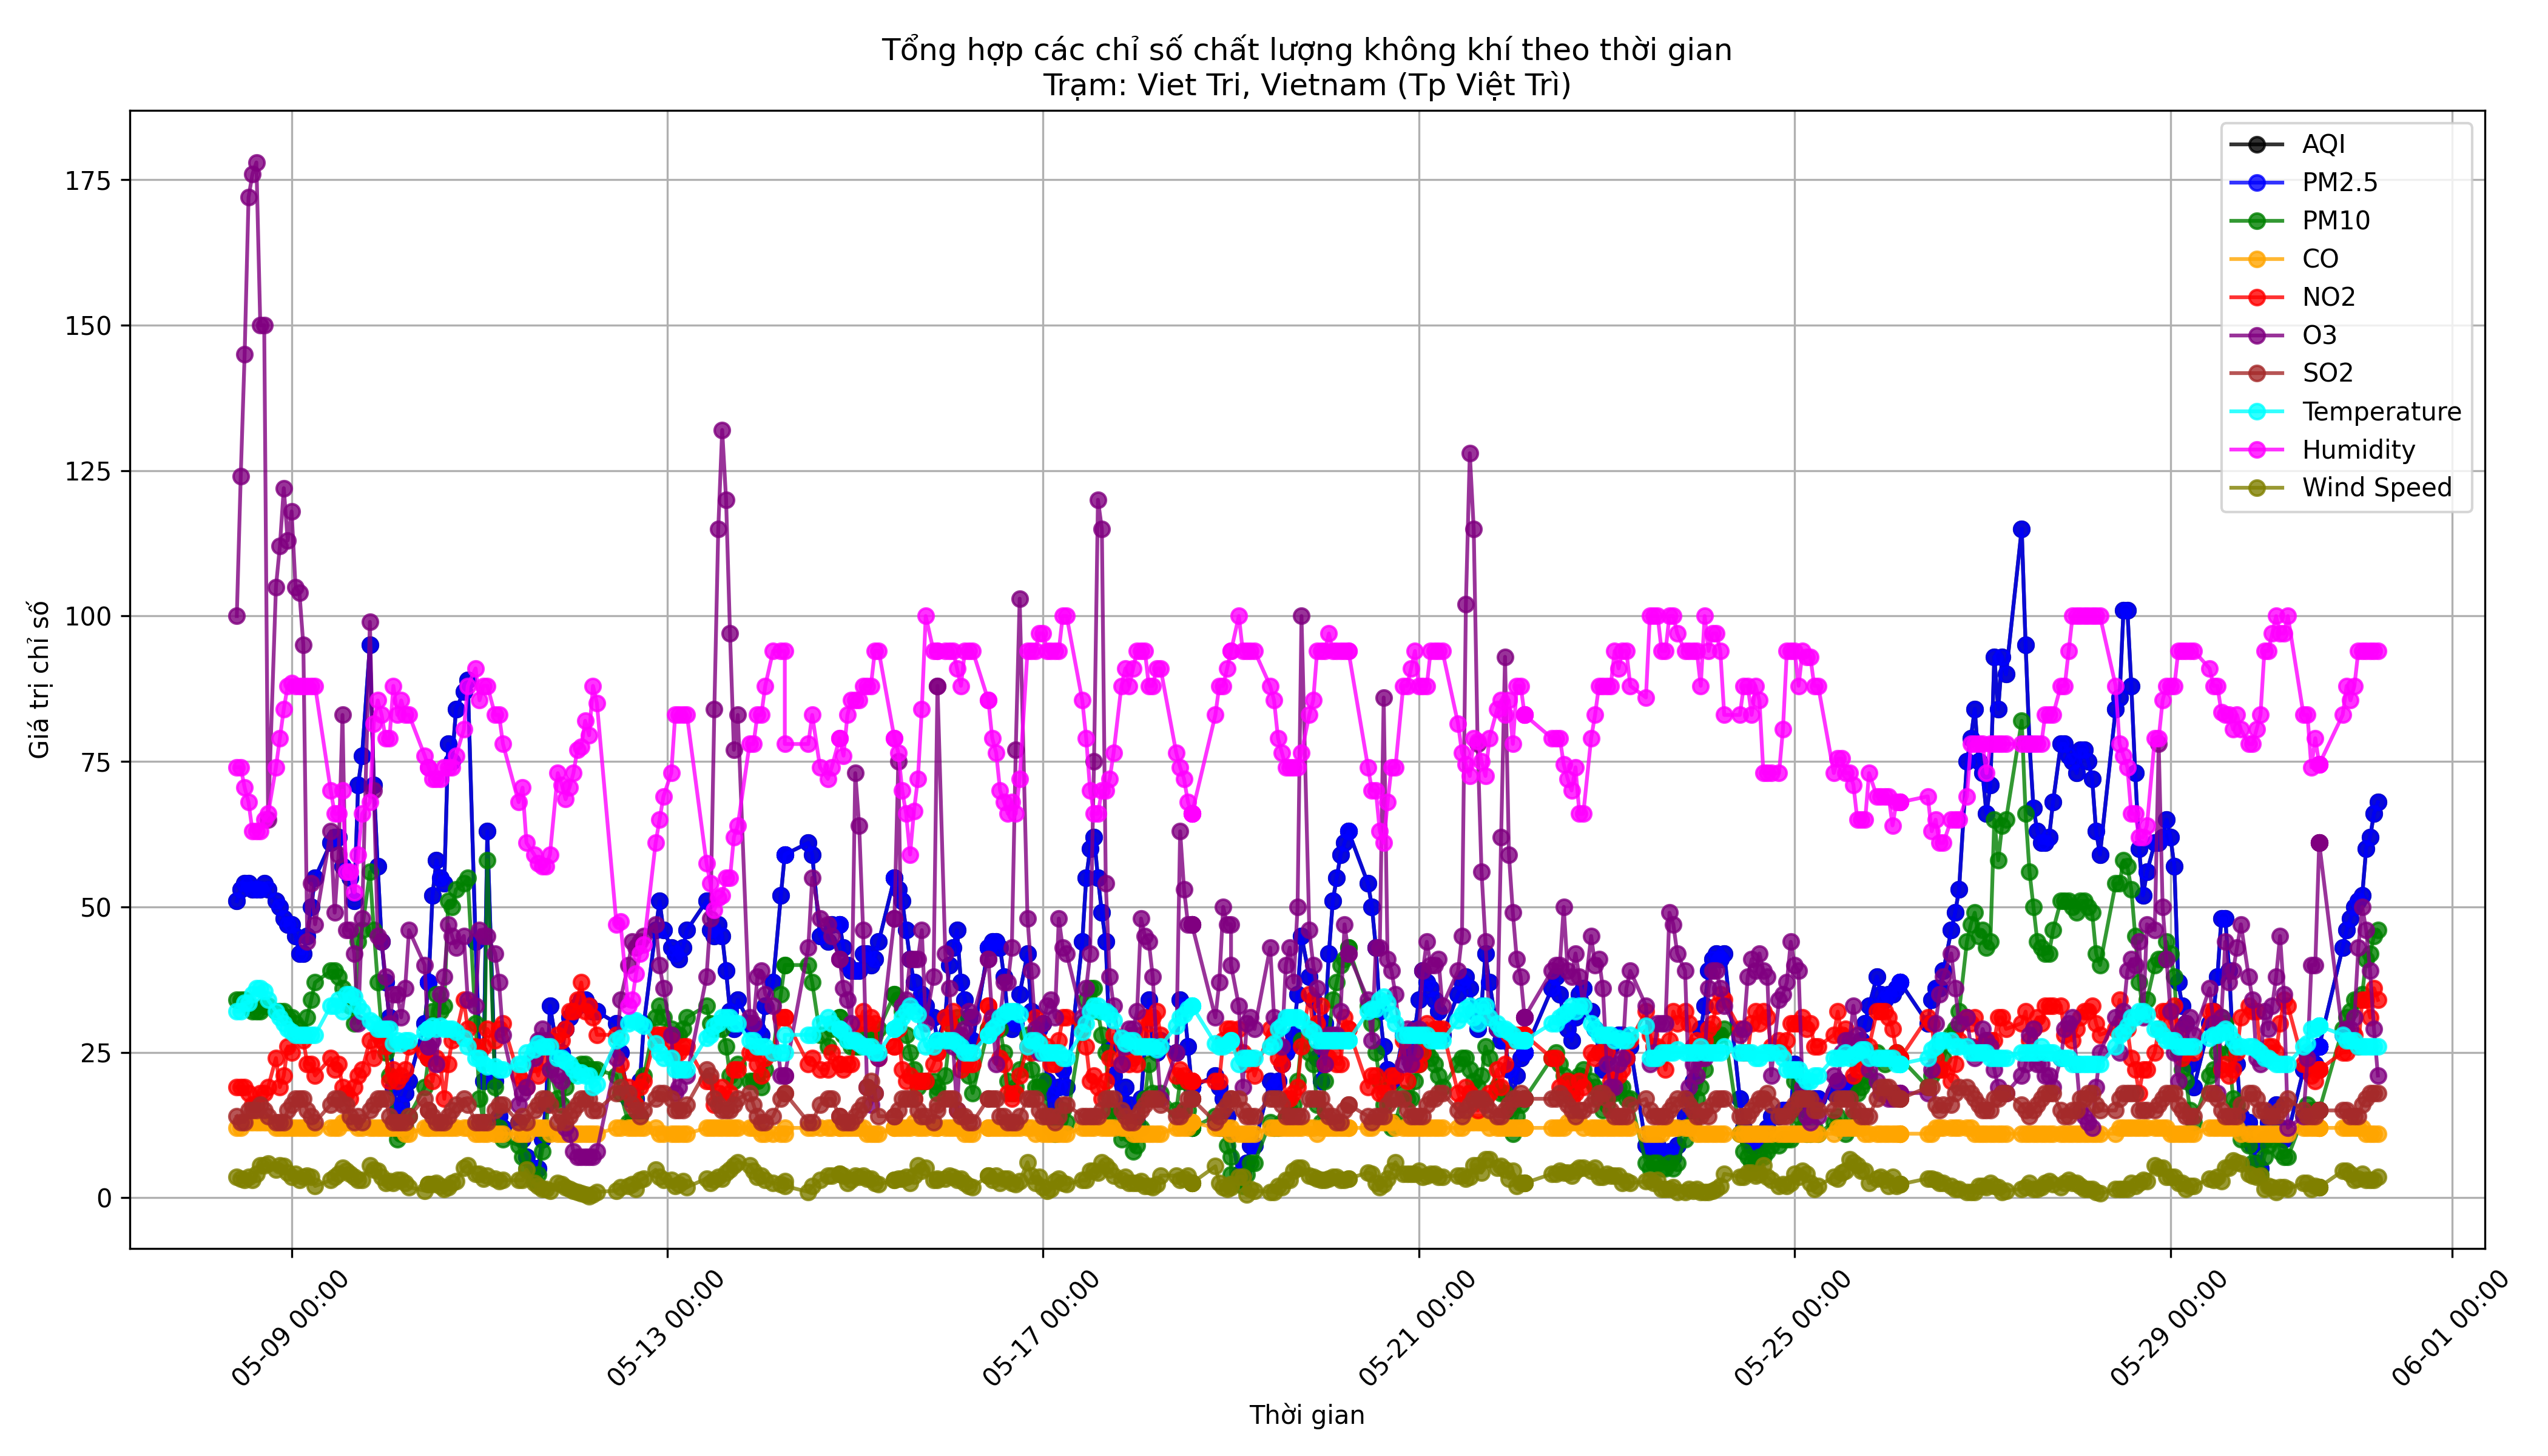 Tổng hợp các chỉ số chất lượng không khí theo thời gian
Trạm: Viet Tri, Vietnam (Tp Việt Trì)
Giá trị chỉ số
175
150
125
100
75
50
25
0
AQI
PM2.5
PM10
CO
NO2
O3
SO2
Temperature
Humidity
Wind Speed
05-09 00:00
05-13 00:00
05-17 00:00
05-21 00:00
05-25 00:00
05-29 00:00
06-01 00:00
Thời gian